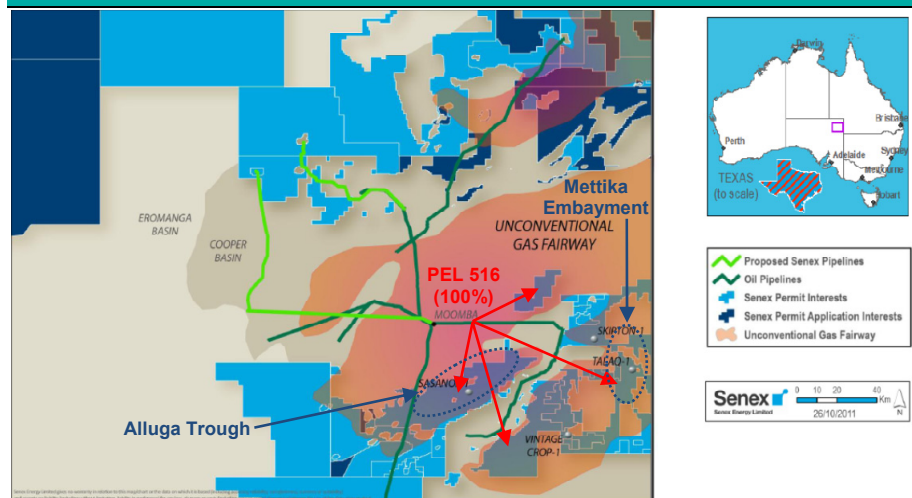 Mettika
Embayment
EROMANGA
BASIN
COOPER
BASIN
UNCONVENTIONAL
GAS FAIRWAY
PEL 516
(100%)
MOOMBA
SKIPTON-1
TALAQ-1
SASANOF-1
Alluga Trough
VINTAGE
CROP-1
Darwin
Brisbane
Perth
Adelaide
Sydney
Melbourne
Hobart
TEXAS
(to scale)
Proposed Senex Pipelines
Oil Pipelines
Senex Permit Interests
Senex Permit Application Interests
Unconventional Gas Fairway
Senex
Senex Energy Limited
0 10 20 40
Km
N
26/10/2011